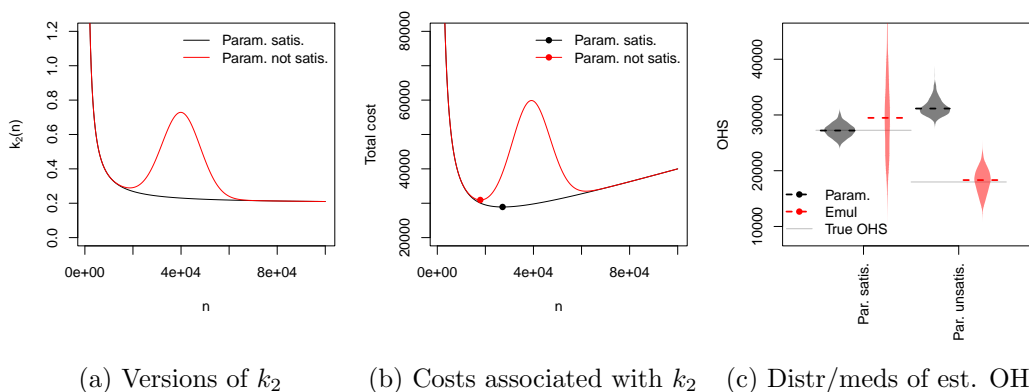 k2(n)
0.0 0.2 0.4 0.6 0.8 1.0 1.2
Param. satis.
Param. not satis.
0e+00 4e+04 8e+04
n
(a) Versions of k2
Total cost
20000 40000 60000 80000
Param. satis.
Param. not satis.
0e+00 4e+04 8e+04
n
(b) Costs associated with k2
OHS
10000 20000 30000 40000
Param.
Emul
True OHS
Par. satis.
Par. unsatis.
(c) Distr/meds of est. OH